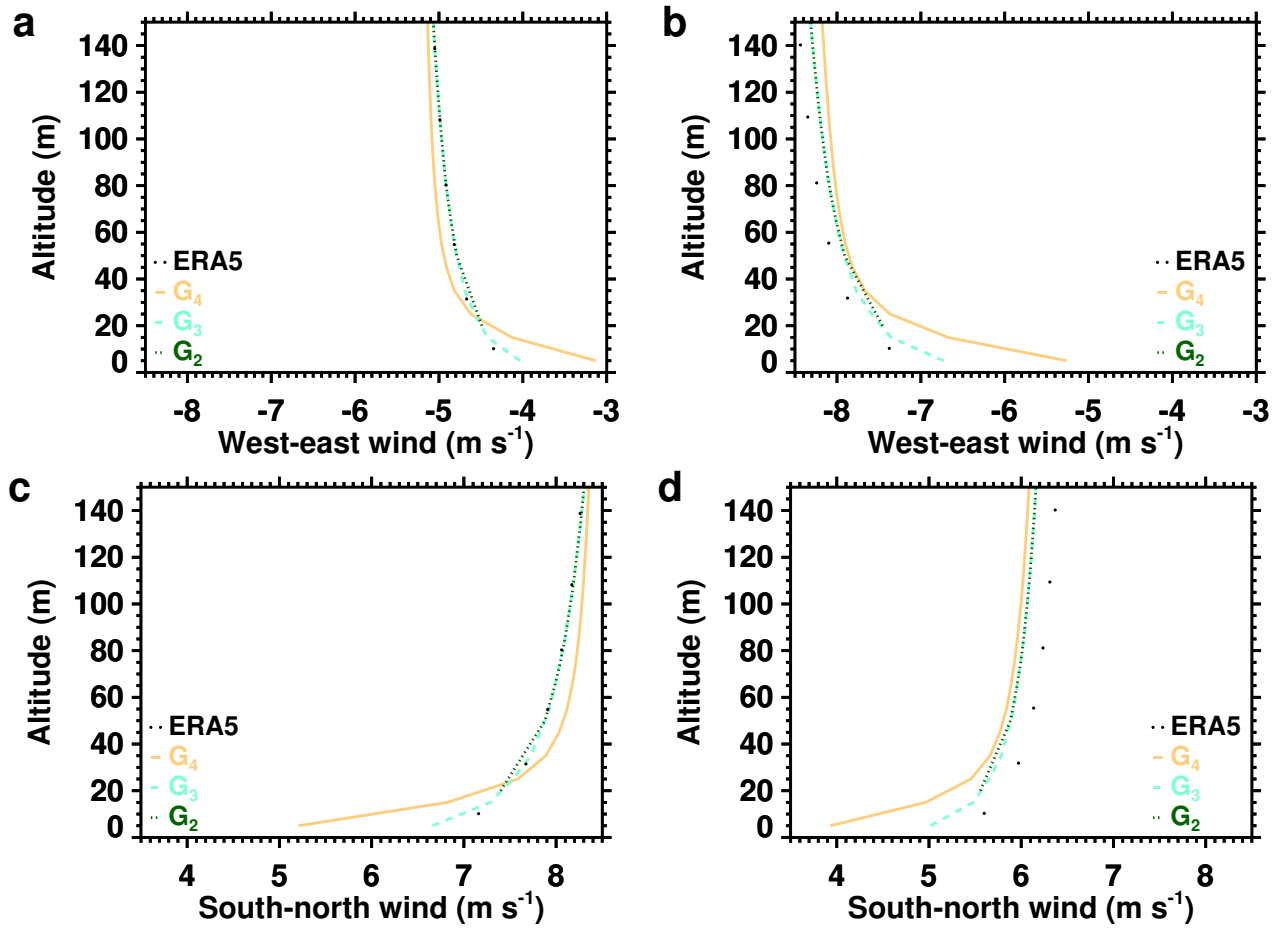 a
140
120
100
80
60
40
20
0
Altitude (m)
ERA5
G4
G3
G2
-8 -7 -6 -5 -4 -3
West-east wind (m s-1)
b
140
120
100
80
60
40
20
0
Altitude (m)
ERA5
G4
G3
G2
-8 -7 -6 -5 -4 -3
West-east wind (m s-1)
c
140
120
100
80
60
40
20
0
Altitude (m)
ERA5
G4
G3
G2
4 5 6 7 8
South-north wind (m s-1)
d
140
120
100
80
60
40
20
0
Altitude (m)
ERA5
G4
G3
G2
4 5 6 7 8
South-north wind (m s-1)